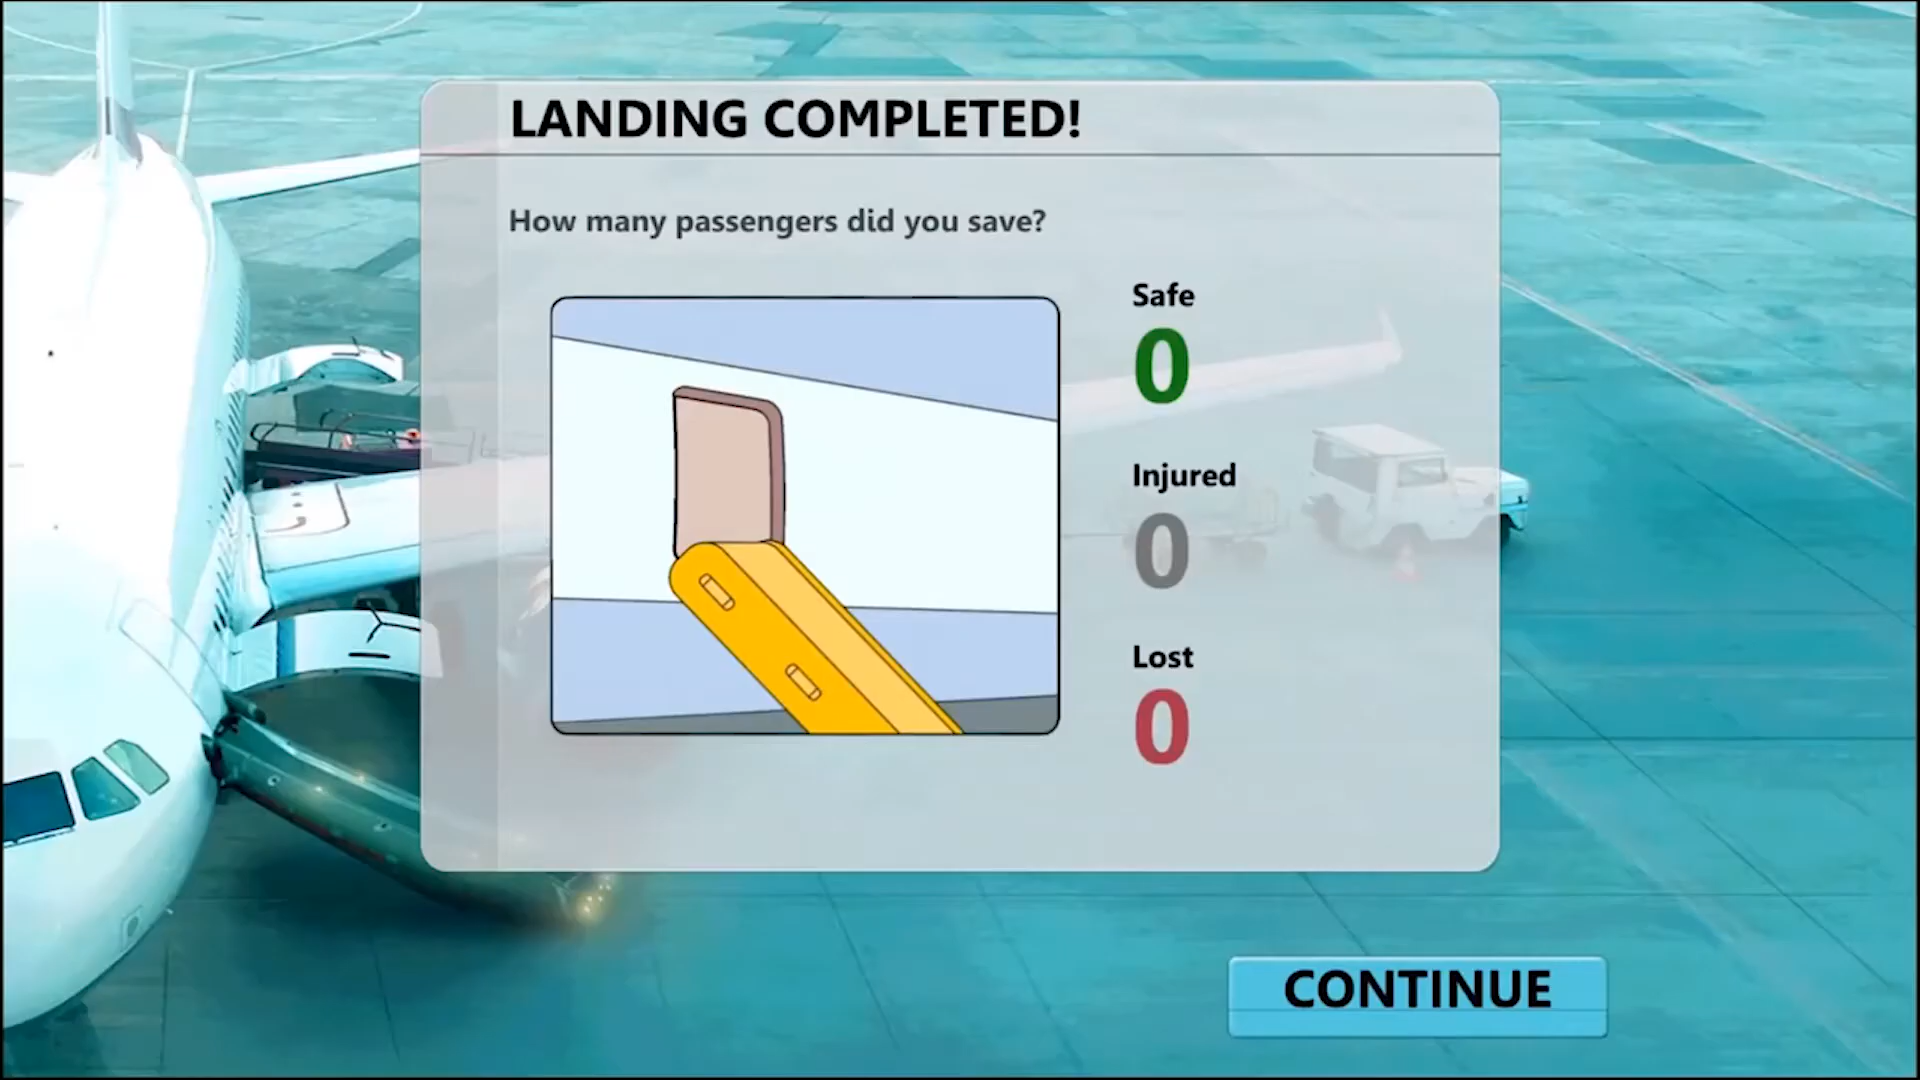 LANDING COMPLETED!
How many passengers did you save?
Safe
0
Injured
0
Lost
0
CONTINUE